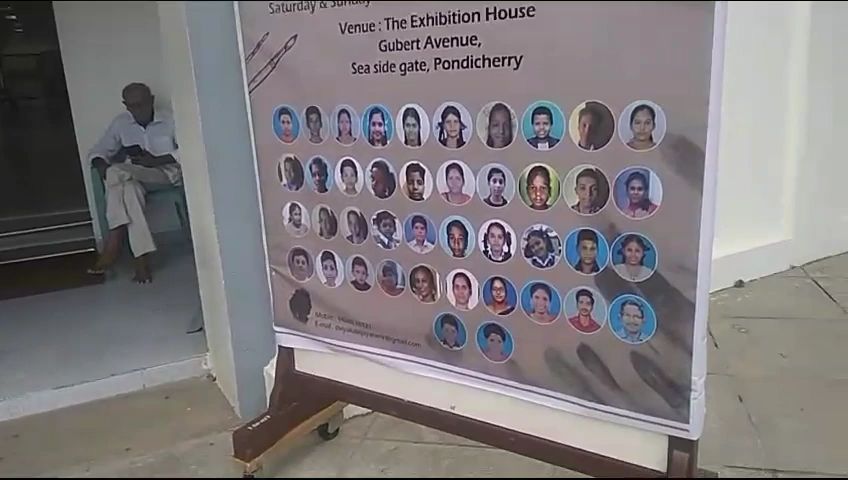 Saturday & Sunday
Venue : The Exhibition House
Gubert Avenue,
Sea side gate, Pondicherry